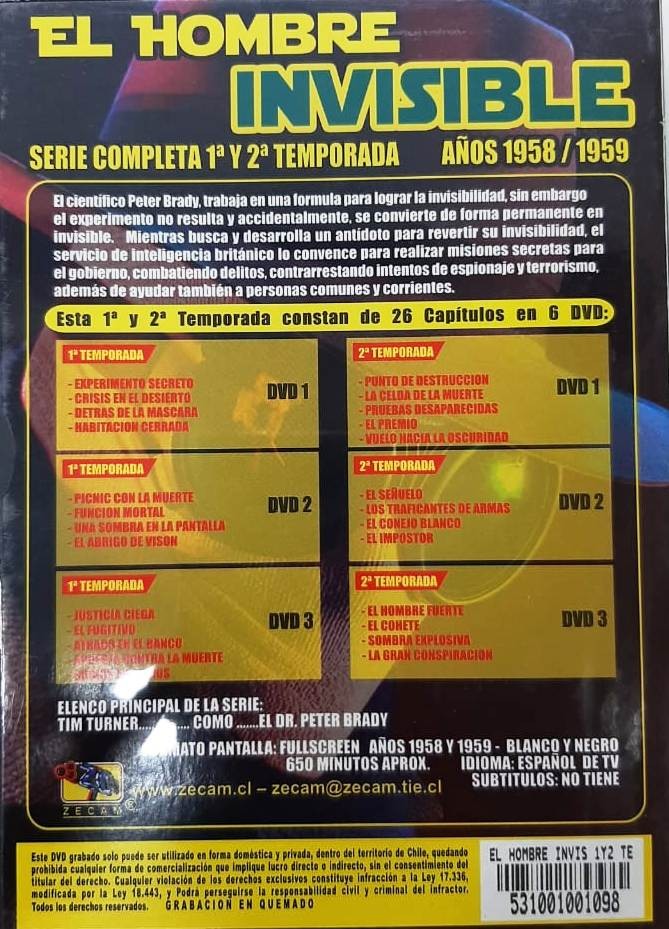 EL HOMBRE
INVISIBLE
SERIE COMPLETA 1ª Y 2ª TEMPORADA AÑOS 1958 / 1959
El científico Peter Brady, trabaja en una formula para lograr la invisibilidad, sin embargo
el experimento no resulta y accidentalmente, se convierte de forma permanente en
invisible. Mientras busca y desarrolla un antídoto para revertir su invisibilidad, el
servicio de inteligencia británico lo convence para realizar misiones secretas para
el gobierno, combatiendo delitos, contrarrestando intentos de espionaje y terrorismo,
además de ayudar también a personas comunes y corrientes.
Esta 1ª y 2ª Temporada constan de 26 Capítulos en 6 DVD:
1ª TEMPORADA
- EXPERIMENTO SECRETO
- CRISIS EN EL DESIERTO
- DETRAS DE LA MASCARA
- HABITACION CERRADA
DVD 1
2ª TEMPORADA
- PUNTO DE DESTRUCCION
- LA CELDA DE LA MUERTE
- PRUEBAS DESAPARECIDAS
- EL PREMIO
- VUELO HACIA LA OSCURIDAD
DVD 1
1ª TEMPORADA
- PICNIC CON LA MUERTE
- FUNCION MORTAL
- UNA SOMBRA EN LA PANTALLA
- EL ABRIGO DE VISON
DVD 2
2ª TEMPORADA
- EL SEÑUELO
- LOS TRAFICANTES DE ARMAS
- EL CONEJO BLANCO
- EL IMPOSTOR
DVD 2
1ª TEMPORADA
- JUSTICIA CIEGA
- EL FUGITIVO
- ATRACO EN EL BANCO
- CONTRA LA MUERTE
DVD 3
2ª TEMPORADA
- EL HOMBRE FUERTE
- EL COHETE
- SOMBRA EXPLOSIVA
- LA GRAN CONSPIRACION
DVD 3
ELENCO PRINCIPAL DE LA SERIE:
TIM TURNER............ COMO .......EL DR. PETER BRADY
PANTALLA: FULLSCREEN AÑOS 1958 Y 1959 - BLANCO Y NEGRO
650 MINUTOS APROX. IDIOMA: ESPAÑOL DE TV
SUBTITULOS: NO TIENE
ZECAM®
www.zecam.cl – zecam@zecam.tie.cl
Este DVD grabado solo puede ser utilizado en forma doméstica y privada, dentro del territorio de Chile, quedando
prohibida cualquier forma de comercialización que implique lucro directo o indirecto, sin el consentimiento del
titular del derecho. Cualquier violación de los derechos exclusivos constituye infracción a la Ley 17.336,
modificada por la Ley 18.443, y Podrá perseguirse la responsabilidad civil y criminal del infractor.
Todos los derechos reservados. GRABACION EN QUEMADO
EL HOMBRE INVIS 1Y2 TE
531001001098